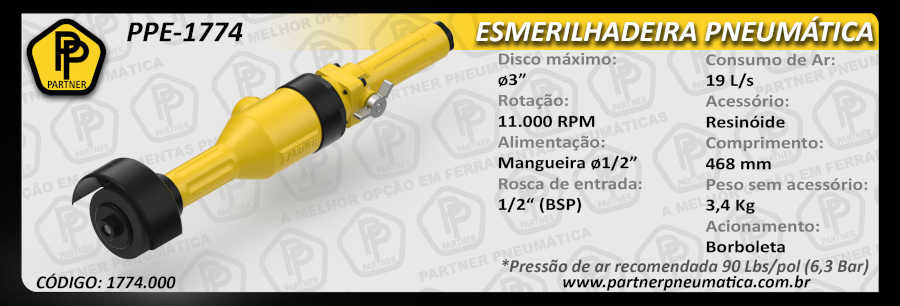 PPE-1774
ESMERILHADEIRA PNEUMÁTICA
PP
PARTNER
Disco máximo:
ø3”
Rotação:
11.000 RPM
Alimentação:
Mangueira ø1/2”
Rosca de entrada:
1/2“ (BSP)
Consumo de Ar:
19 L/s
Acessório:
Resinóide
Comprimento:
468 mm
Peso sem acessório:
3,4 Kg
Acionamento:
Borboleta
*Pressão de ar recomendada 90 Lbs/pol (6,3 Bar)
CÓDIGO: 1774.000
www.partnerpneumatica.com.br